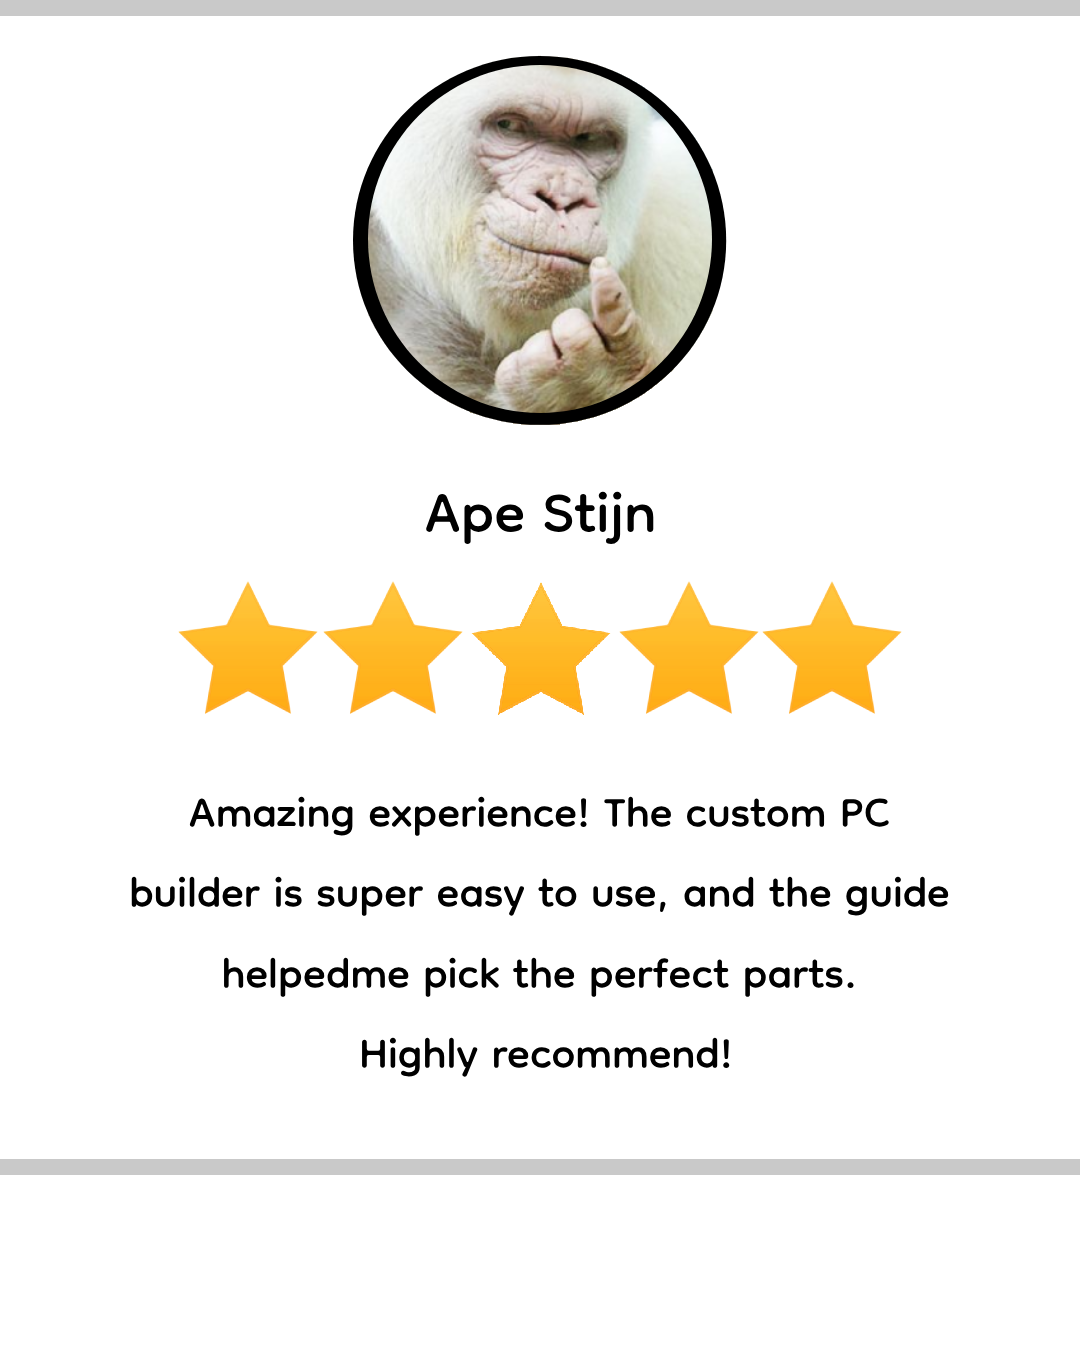 Ape Stijn
Amazing experience! The custom PC
builder is super easy to use, and the guide
helpedme pick the perfect parts.
Highly recommend!